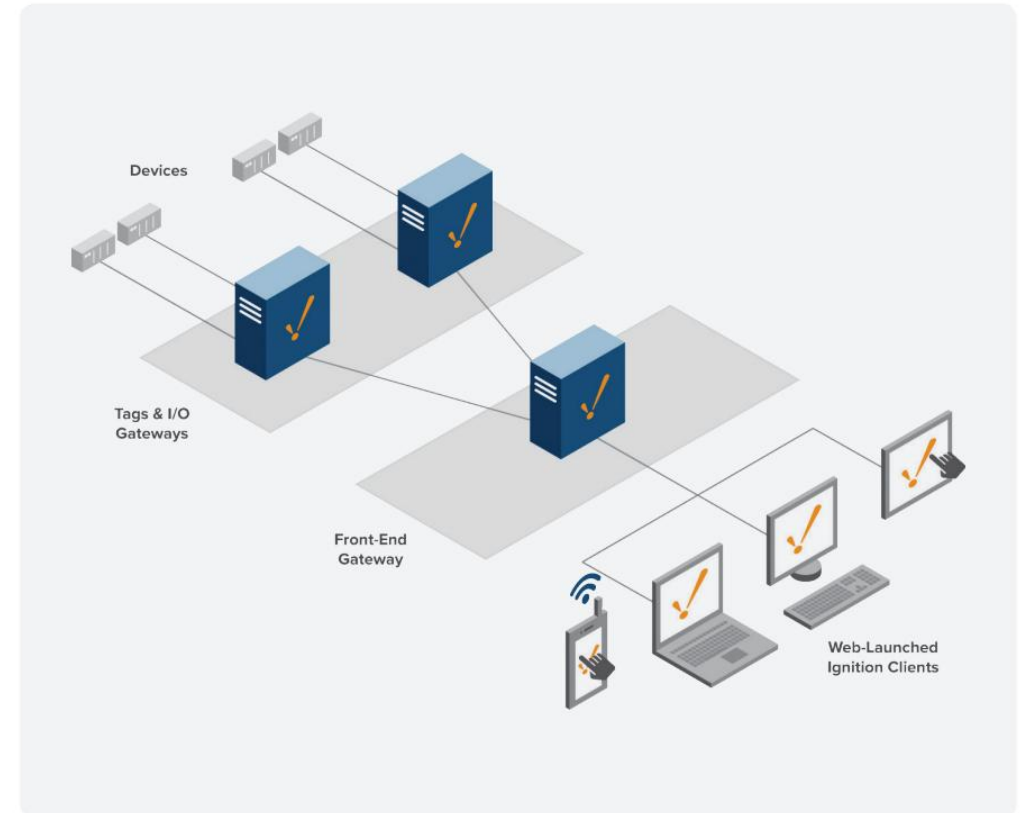 Devices
Tags & I/O
Gateways
Front-End
Gateway
Web-Launched
Ignition Clients